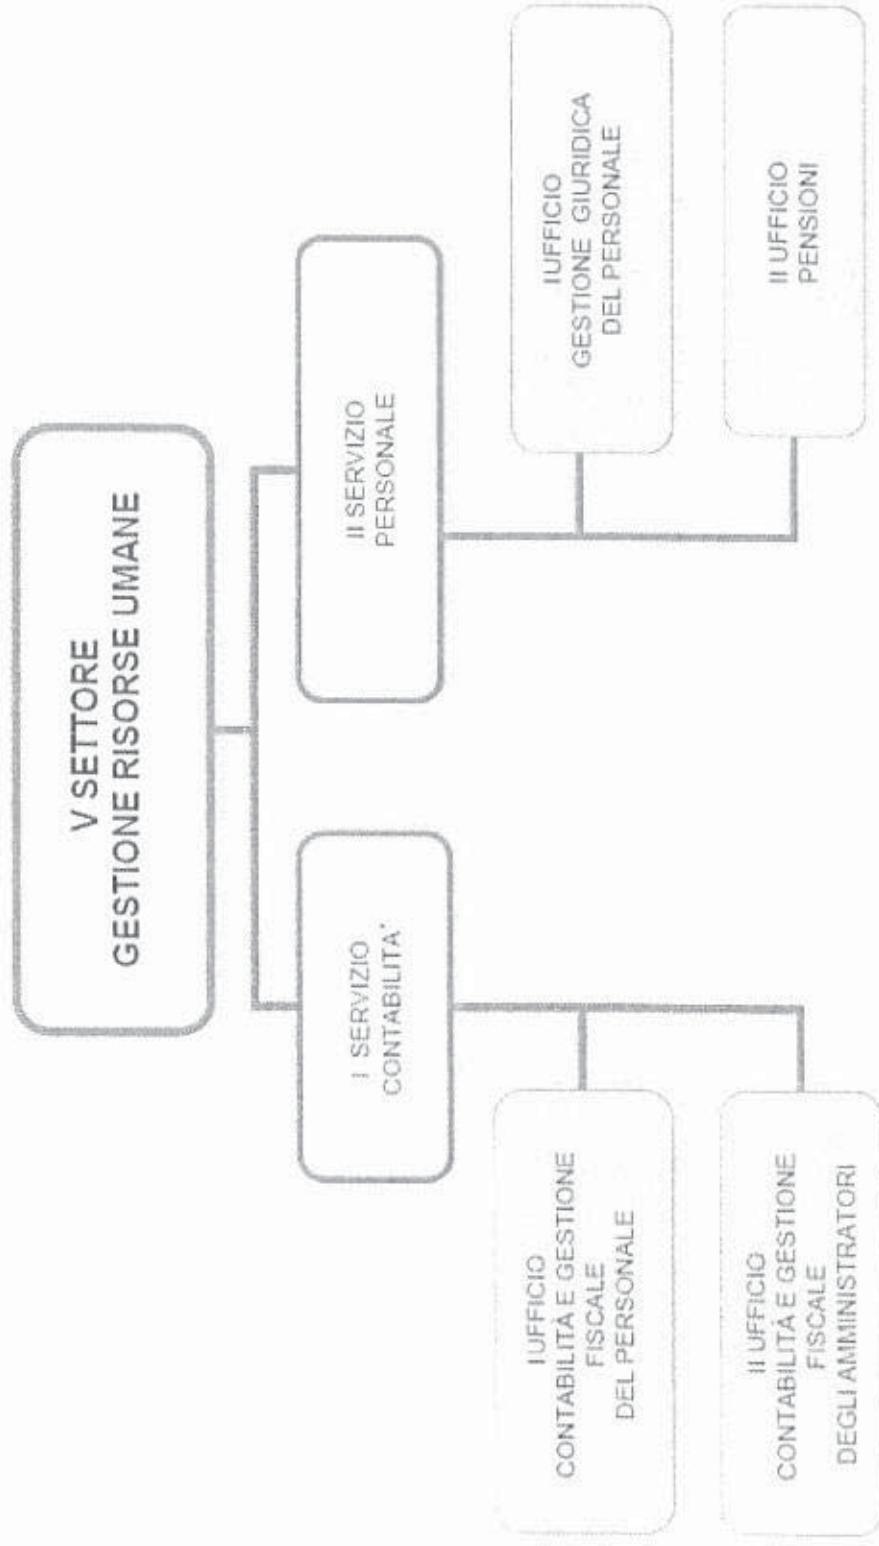 V SETTORE
GESTIONE RISORSE UMANE
I SERVIZIO
CONTABILITA'
II SERVIZIO
PERSONALE
I UFFICIO
CONTABILITÀ E GESTIONE
FISCALE
DEL PERSONALE
II UFFICIO
CONTABILITÀ E GESTIONE
FISCALE
DEGLI AMMINISTRATORI
I UFFICIO
GESTIONE GIURIDICA
DEL PERSONALE
II UFFICIO
PENSIONI